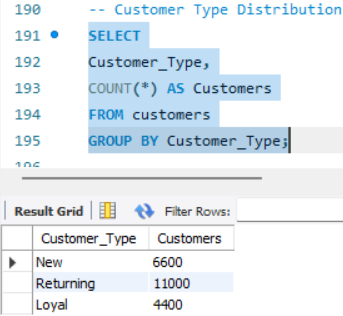 190 -- Customer Type Distribution
191 SELECT
192 Customer_Type,
193 COUNT(*) AS Customers
194 FROM customers
195 GROUP BY Customer_Type;
196
Result Grid Filter Rows:
Customer_Type Customers
New 6600
Returning 11000
Loyal 4400